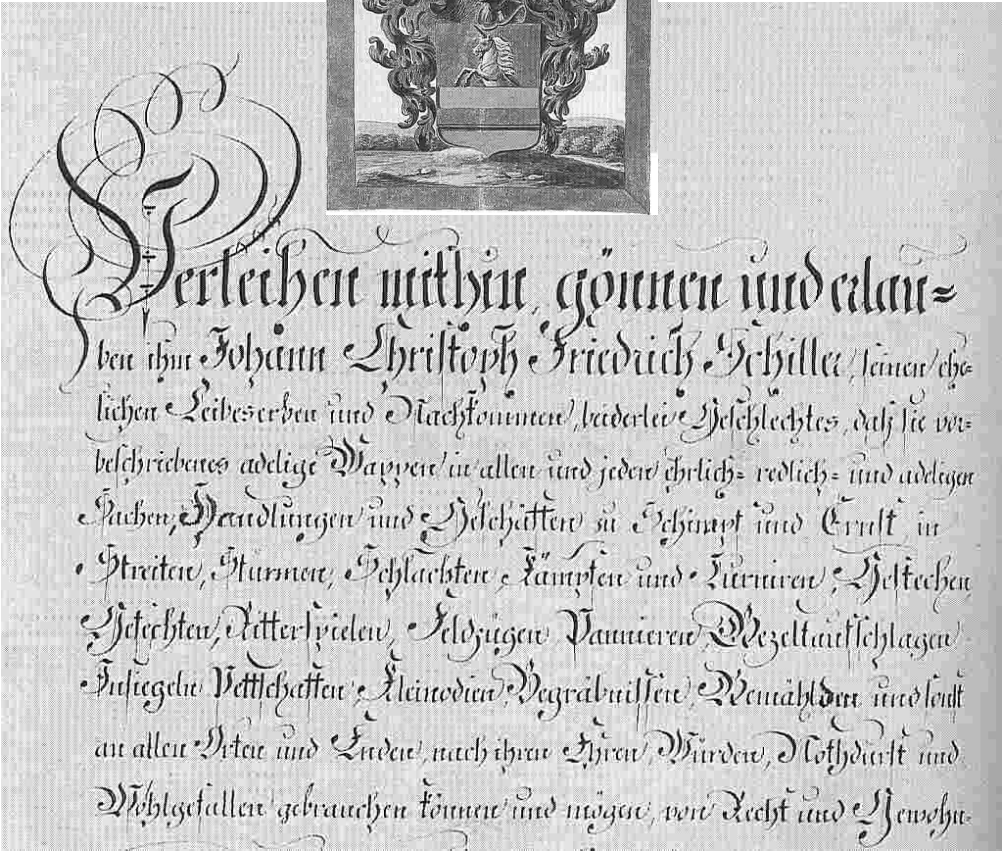 Verleihen mithin, gönnen und erlau=
ben ihm Johann Christoph Friedrich Schiller, seinen ehe=
lichen Leibeserben und Nachkommen, beiderlei Geschlechtes, daß sie vor=
beschriebenes adelige Wappen in allen und jeden ehrlich= redlich= und adeligen
Sachen, Handlungen und Geschäften zu Schimpf und Ernst, in
Streiten, Stürmen, Schlachten, Kämpfen und Turniren, Gestechen,
Gefechten, Ritterspielen, Feldzügen, Pannieren, Gezeltaufschlagen,
Insiegeln, Pettschaften, Kleinodien, Begräbnissen, Gemählden und sonst
an allen Orten und Enden, nach ihren Ehren, Würden, Nothdurft und
Wohlgefallen gebrauchen können und mögen, von Recht und Gewohn=